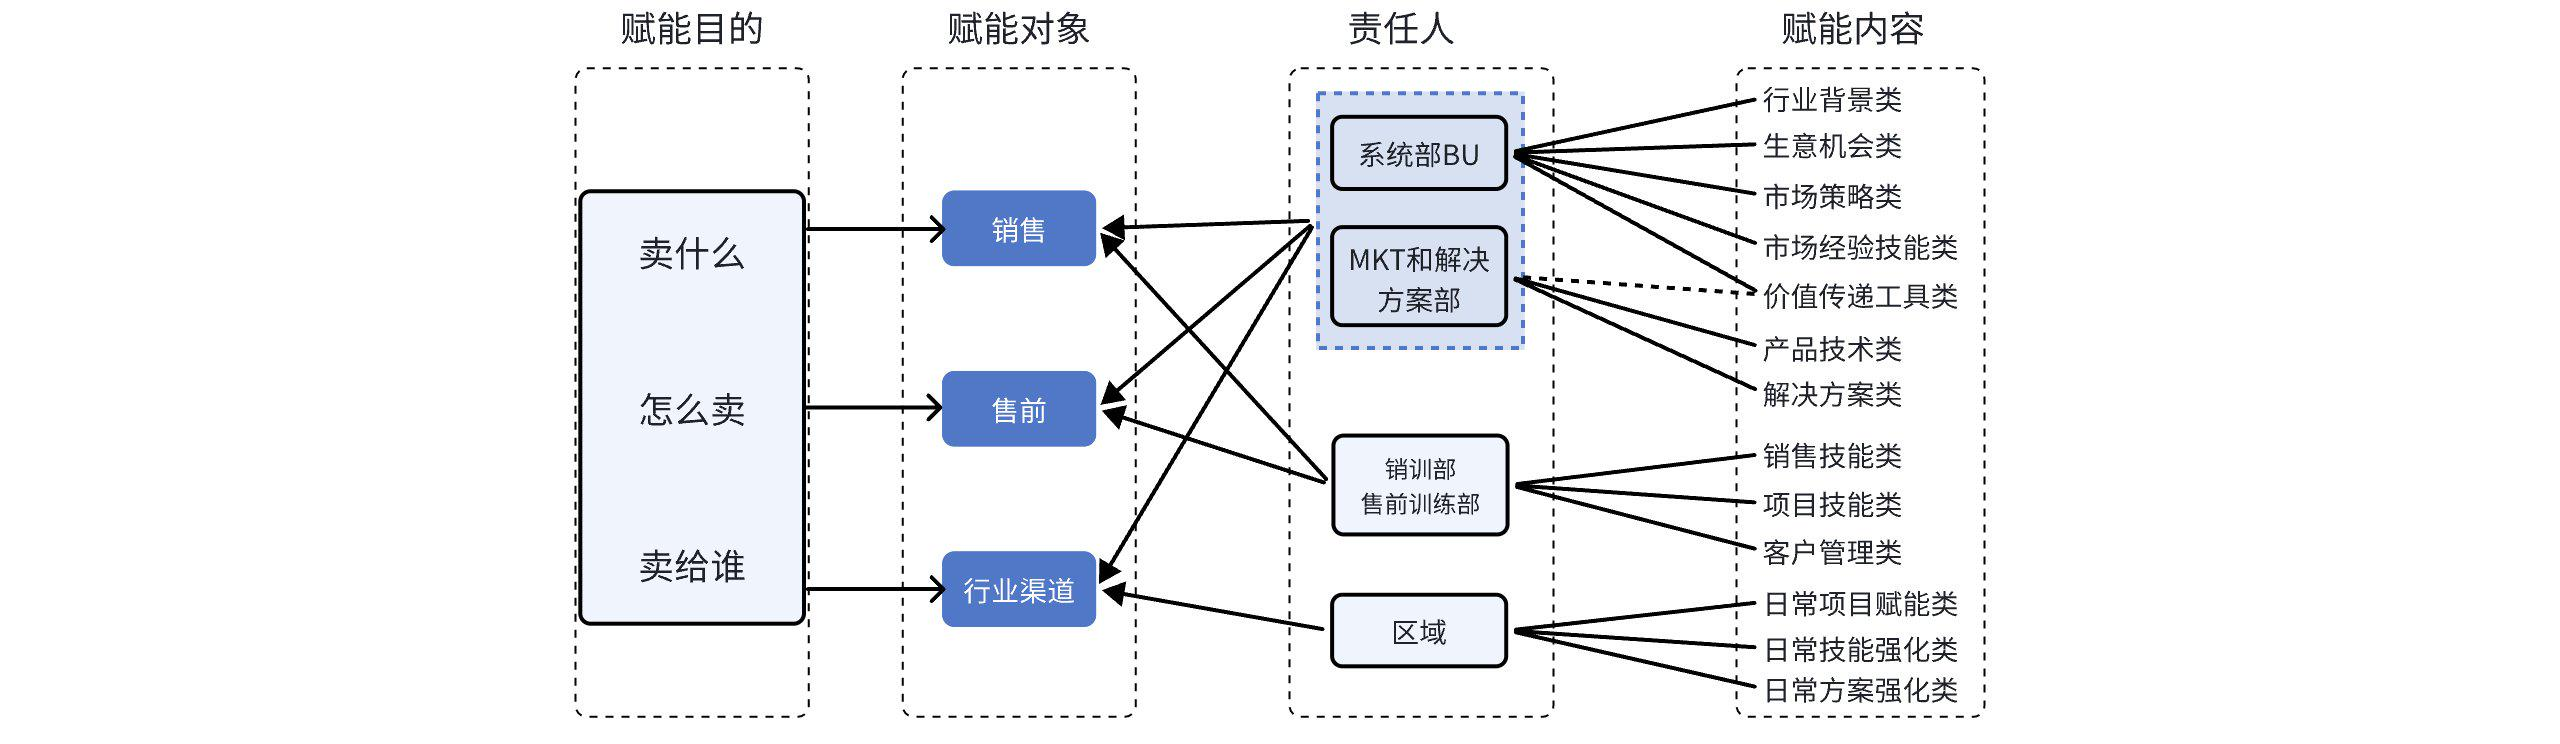 赋能目的
赋能对象
责任人
赋能内容
卖什么
怎么卖
卖给谁
销售
售前
行业渠道
系统部BU
MKT和解决
方案部
销训部
售前训练部
区域
行业背景类
生意机会类
市场策略类
市场经验技能类
价值传递工具类
产品技术类
解决方案类
销售技能类
项目技能类
客户管理类
日常项目赋能类
日常技能强化类
日常方案强化类